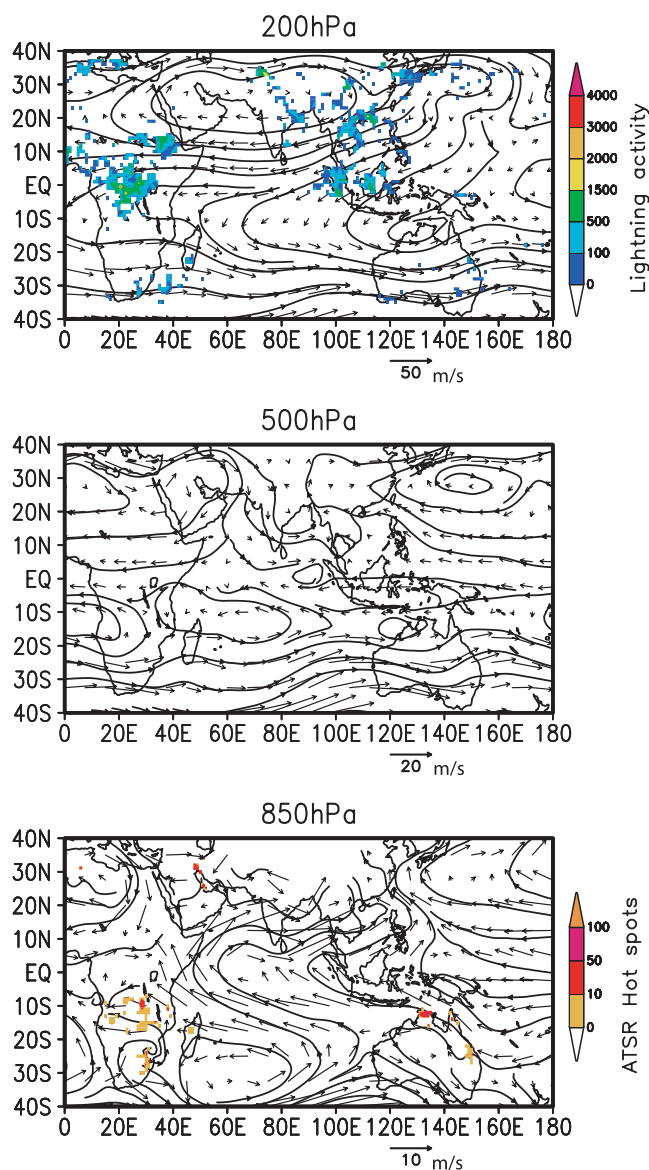 200hPa
40N
30N
20N
10N
EQ
10S
20S
30S
40S
0 20E 40E 60E 80E 100E 120E 140E 160E 180
50 m/s
4000
3000
2000
1500
500
100
0
Lightning activity
500hPa
40N
30N
20N
10N
EQ
10S
20S
30S
40S
0 20E 40E 60E 80E 100E 120E 140E 160E 180
20 m/s
850hPa
40N
30N
20N
10N
EQ
10S
20S
30S
40S
0 20E 40E 60E 80E 100E 120E 140E 160E 180
10 m/s
100
50
10
0
ATSR Hot spots